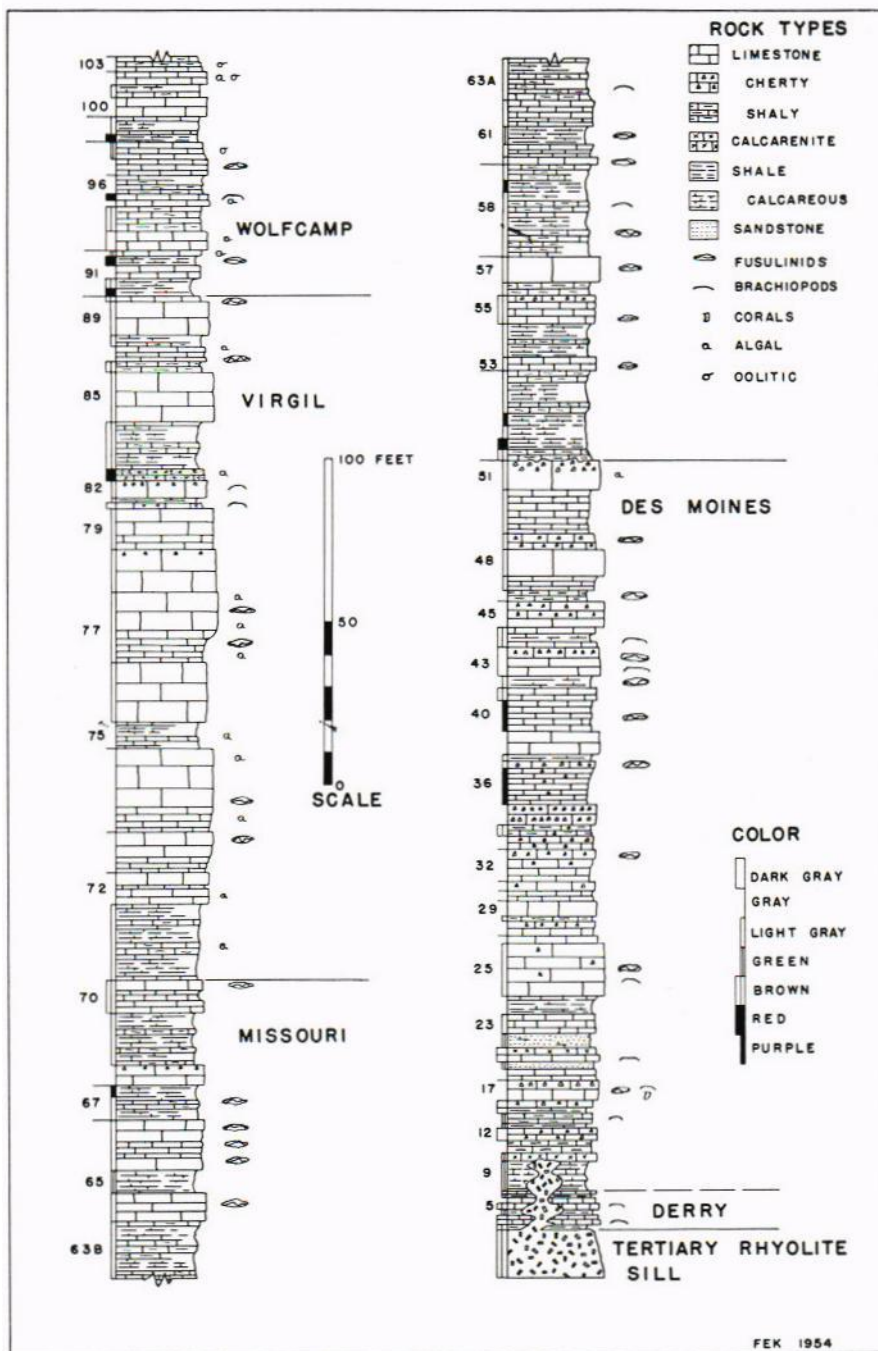 103
100
96
WOLFCAMP
91
89
85
VIRGIL
82
79
77
75
72
70
MISSOURI
67
65
63B
100 FEET
50
0
SCALE
63A
61
58
57
55
53
51
DES MOINES
48
45
43
40
36
32
29
25
23
17
12
9
5
DERRY
TERTIARY RHYOLITE
SILL
ROCK TYPES
LIMESTONE
CHERTY
SHALY
CALCARENITE
SHALE
CALCAREOUS
SANDSTONE
FUSULINIDS
BRACHIOPODS
CORALS
ALGAL
OOLITIC
COLOR
DARK GRAY
GRAY
LIGHT GRAY
GREEN
BROWN
RED
PURPLE
FEK 1954